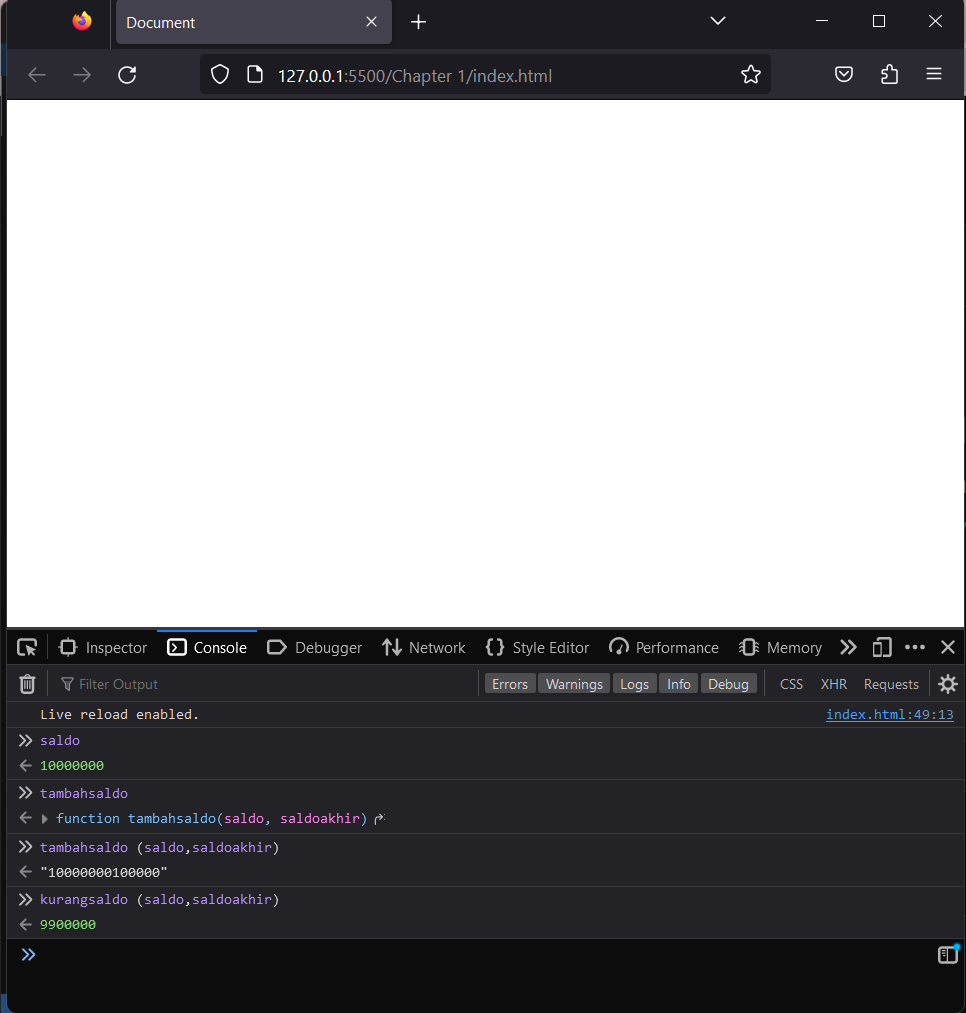 Document
127.0.0.1:5500/Chapter 1/index.html
Inspector Console Debugger Network Style Editor Performance Memory
Filter Output Errors Warnings Logs Info Debug CSS XHR Requests
Live reload enabled. index.html:49:13
saldo
10000000
tambahsaldo
function tambahsaldo(saldo, saldoakhir)
tambahsaldo (saldo,saldoakhir)
"10000000100000"
kurangsaldo (saldo,saldoakhir)
9900000